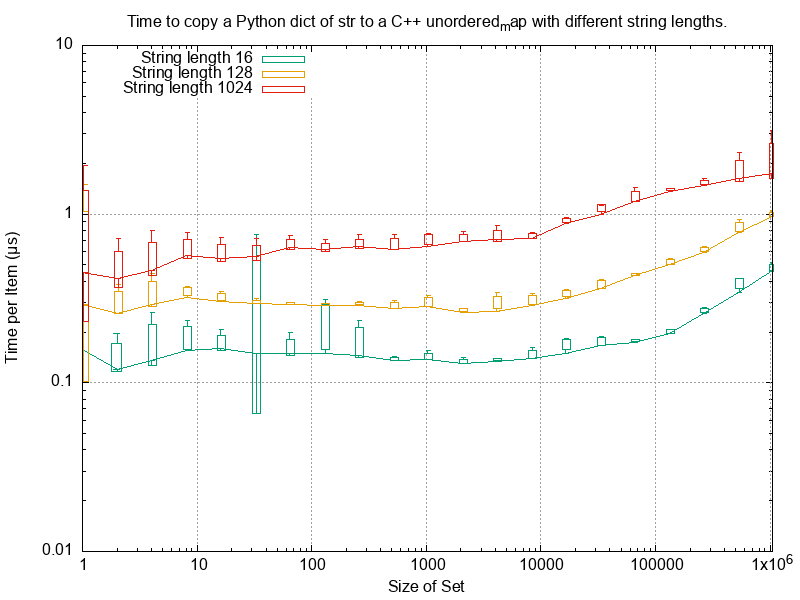 Time to copy a Python dict of str to a C++ unordered_map with different string lengths.
10
String length 16
String length 128
String length 1024
1
0.1
0.01
Time per Item (µs)
1 10 100 1000 10000 100000 1x10^6
Size of Set